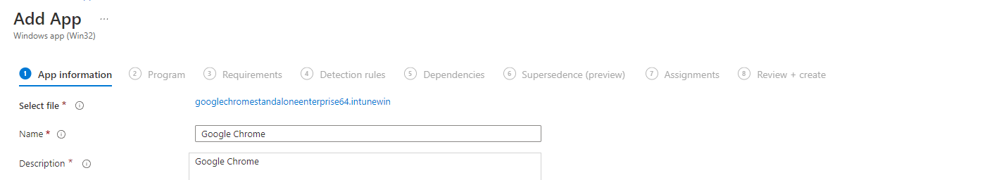 Add App ...
Windows app (Win32)
1 App information 2 Program 3 Requirements 4 Detection rules 5 Dependencies 6 Supersedence (preview) 7 Assignments 8 Review + create
Select file * googlechromestandaloneenterprise64.intunewin
Name * Google Chrome
Description * Google Chrome